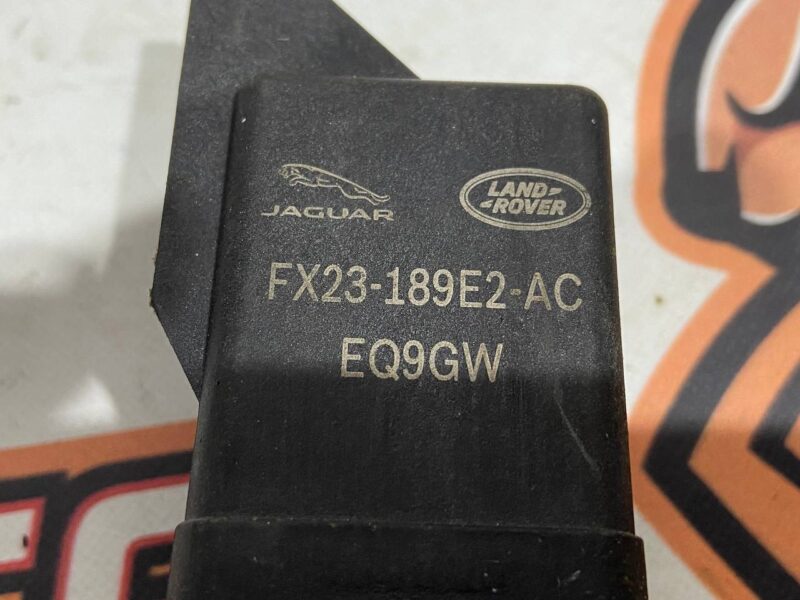 JAGUAR
LAND-
-ROVER
FX23-189E2-AC
EQ9GW